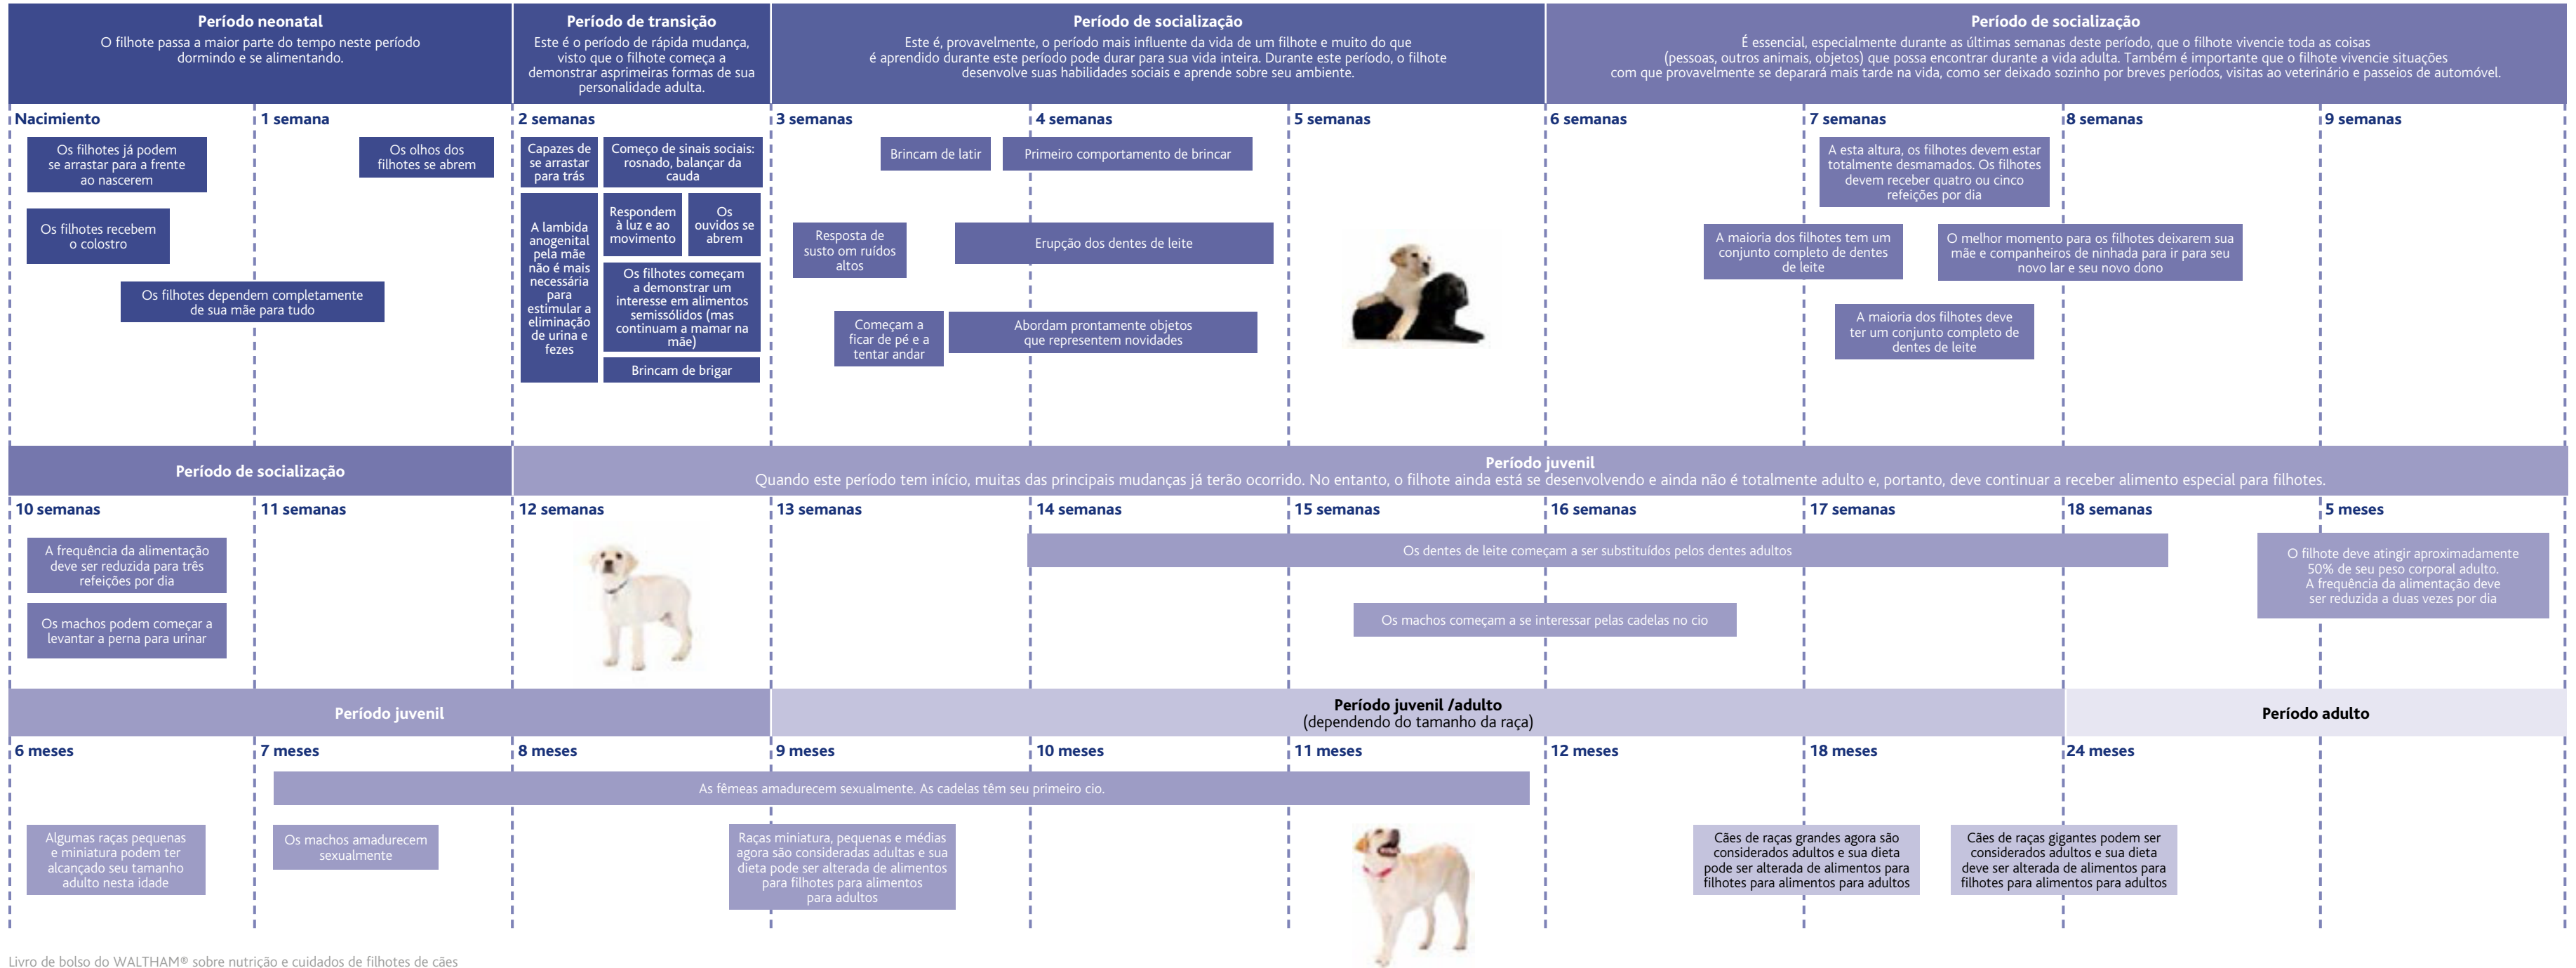 Período neonatal
O filhote passa a maior parte do tempo neste período
dormindo e se alimentando.
Período de transição
Este é o período de rápida mudança,
visto que o filhote começa a
demonstrar asprimeiras formas de sua
personalidade adulta.
Período de socialização
Este é, provavelmente, o período mais influente da vida de um filhote e muito do que
é aprendido durante este período pode durar para sua vida inteira. Durante este período, o filhote
desenvolve suas habilidades sociais e aprende sobre seu ambiente.
Período de socialização
É essencial, especialmente durante as últimas semanas deste período, que o filhote vivencie toda as coisas
(pessoas, outros animais, objetos) que possa encontrar durante a vida adulta. Também é importante que o filhote vivencie situações
com que provavelmente se deparará mais tarde na vida, como ser deixado sozinho por breves períodos, visitas ao veterinário e passeios de automóvel.
Nacimiento
Os filhotes já podem
se arrastar para a frente
ao nascerem
Os filhotes recebem
o colostro
Os filhotes dependem completamente
de sua mãe para tudo
1 semana
Os olhos dos
filhotes se abrem
2 semanas
Capazes de
se arrastar
para trás
Começo de sinais sociais:
rosnado, balançar da
cauda
A lambida
anogenital
pela mãe
não é mais
necessária
para
estimular a
eliminação
de urina e
fezes
Respondem
à luz e ao
movimento
Os
ouvidos se
abrem
Os filhotes começam
a demonstrar um
interesse em alimentos
semissólidos (mas
continuam a mamar na
mãe)
Brincam de brigar
3 semanas
Brincam de latir
Resposta de
susto om ruídos
altos
Começam a
ficar de pé e a
tentar andar
4 semanas
Primeiro comportamento de brincar
Erupção dos dentes de leite
Abordam prontamente objetos
que representem novidades
5 semanas
6 semanas
7 semanas
A esta altura, os filhotes devem estar
totalmente desmamados. Os filhotes
devem receber quatro ou cinco
refeições por dia
A maioria dos filhotes tem um
conjunto completo de dentes
de leite
A maioria dos filhotes deve
ter um conjunto completo de
dentes de leite
8 semanas
O melhor momento para os filhotes deixarem sua
mãe e companheiros de ninhada para ir para seu
novo lar e seu novo dono
9 semanas
Período de socialização
Período juvenil
Quando este período tem início, muitas das principais mudanças já terão ocorrido. No entanto, o filhote ainda está se desenvolvendo e ainda não é totalmente adulto e, portanto, deve continuar a receber alimento especial para filhotes.
10 semanas
A frequência da alimentação
deve ser reduzida para três
refeições por dia
Os machos podem começar a
levantar a perna para urinar
11 semanas
12 semanas
13 semanas
14 semanas
15 semanas
16 semanas
17 semanas
18 semanas
5 meses
Os dentes de leite começam a ser substituídos pelos dentes adultos
Os machos começam a se interessar pelas cadelas no cio
O filhote deve atingir aproximadamente
50% de seu peso corporal adulto.
A frequência da alimentação deve
ser reduzida a duas vezes por dia
Período juvenil
Período juvenil /adulto
(dependendo do tamanho da raça)
Período adulto
6 meses
7 meses
8 meses
9 meses
10 meses
11 meses
12 meses
18 meses
24 meses
As fêmeas amadurecem sexualmente. As cadelas têm seu primeiro cio.
Algumas raças pequenas
e miniatura podem ter
alcançado seu tamanho
adulto nesta idade
Os machos amadurecem
sexualmente
Raças miniatura, pequenas e médias
agora são consideradas adultas e sua
dieta pode ser alterada de alimentos
para filhotes para alimentos
para adultos
Cães de raças grandes agora são
considerados adultos e sua dieta
pode ser alterada de alimentos para
filhotes para alimentos para adultos
Cães de raças gigantes podem ser
considerados adultos e sua dieta
deve ser alterada de alimentos para
filhotes para alimentos para adultos
Livro de bolso do WALTHAM® sobre nutrição e cuidados de filhotes de cães